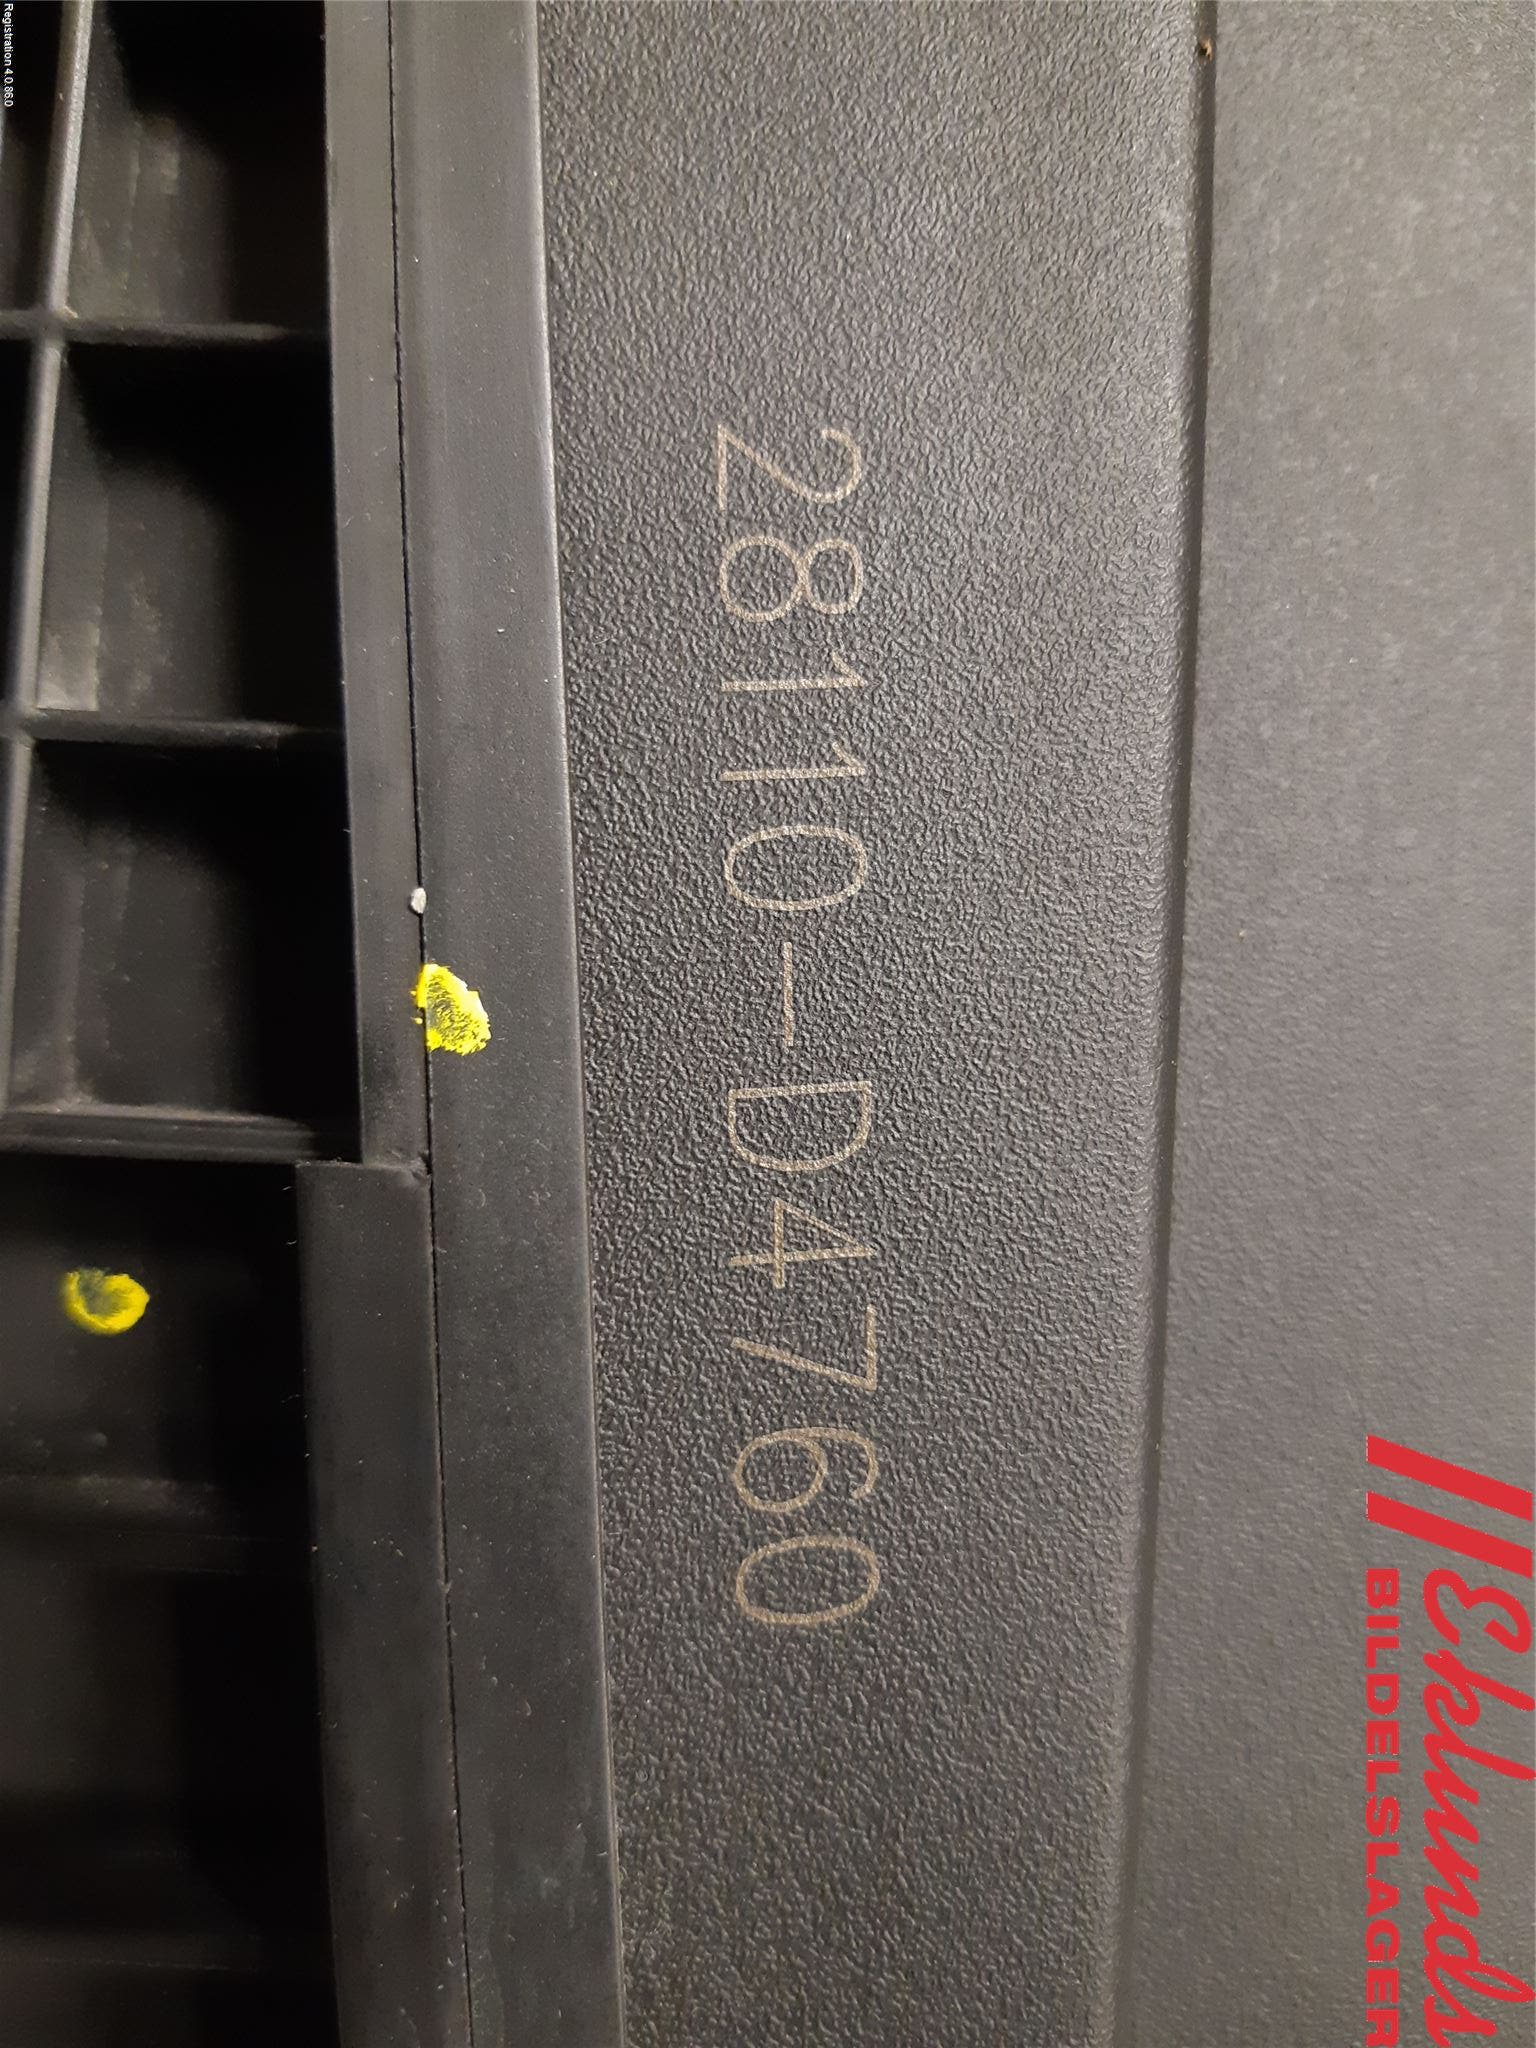 Registration 4.0.86.0
28110-D4760
Eklunds
BILDELSLAGER